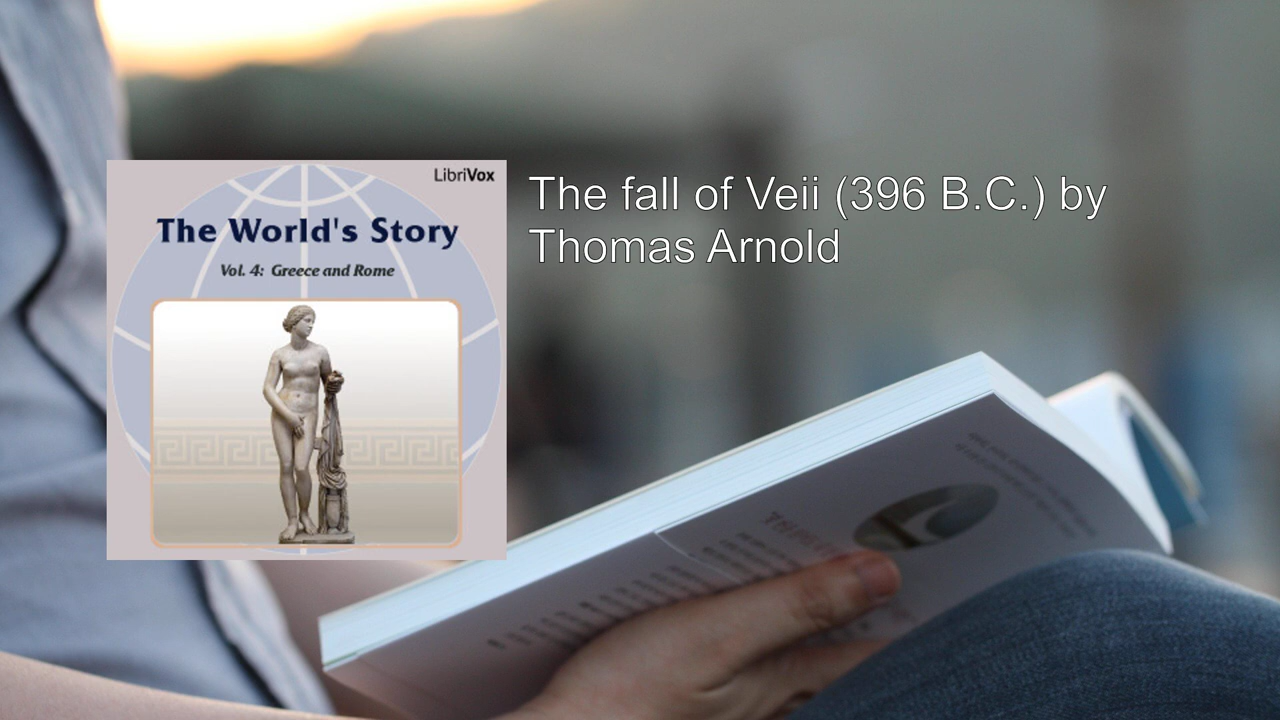 LibriVox
The World's Story
Vol. 4: Greece and Rome
The fall of Veii (396 B.C.) by
Thomas Arnold